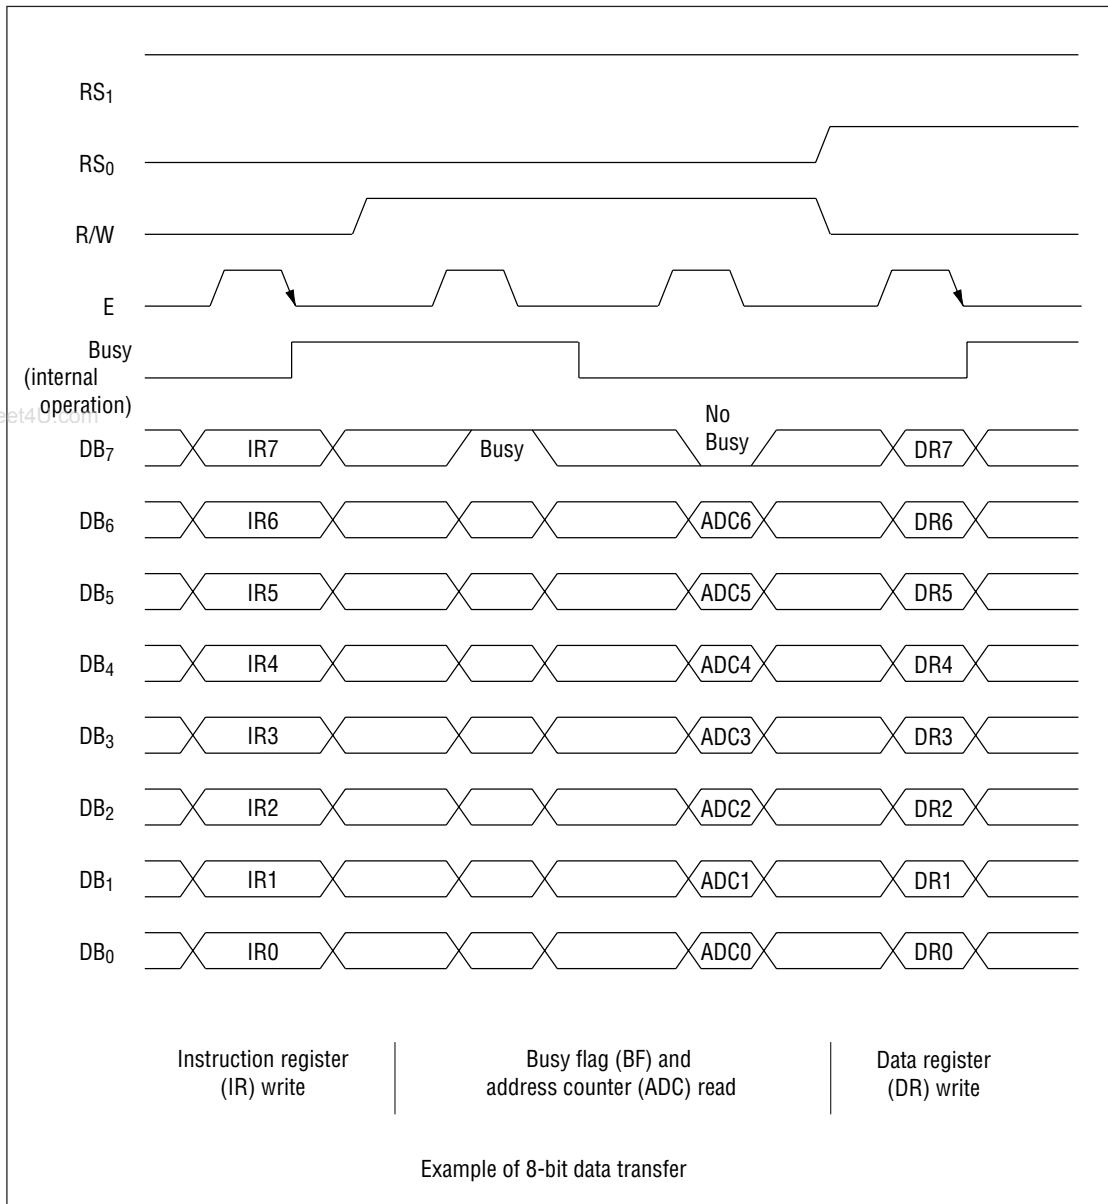 RS1
RS0
R/W
E
Busy
(internal
operation)
eet4U.com
No
Busy
DB7 IR7 Busy DR7
DB6 IR6 ADC6 DR6
DB5 IR5 ADC5 DR5
DB4 IR4 ADC4 DR4
DB3 IR3 ADC3 DR3
DB2 IR2 ADC2 DR2
DB1 IR1 ADC1 DR1
DB0 IR0 ADC0 DR0
Instruction register
(IR) write
Busy flag (BF) and
address counter (ADC) read
Data register
(DR) write
Example of 8-bit data transfer